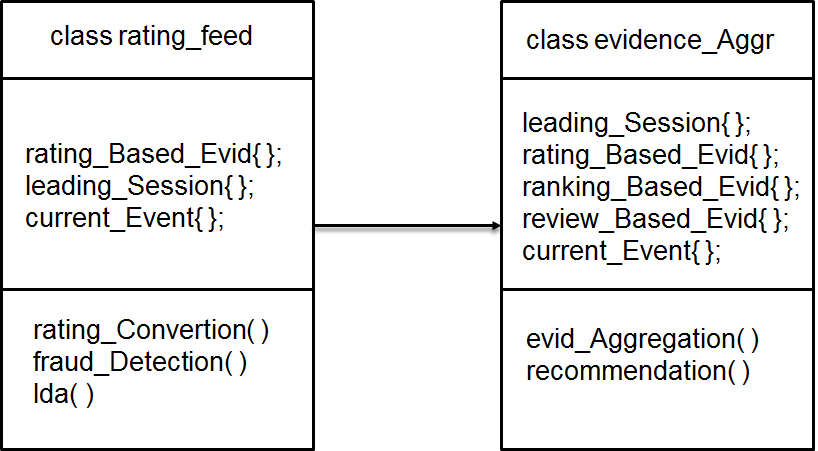 class rating_feed
rating_Based_Evid{ };
leading_Session{ };
current_Event{ };
rating_Convertion( )
fraud_Detection( )
lda( )
class evidence_Aggr
leading_Session{ };
rating_Based_Evid{ };
ranking_Based_Evid{ };
review_Based_Evid{ };
current_Event{ };
evid_Aggregation( )
recommendation( )